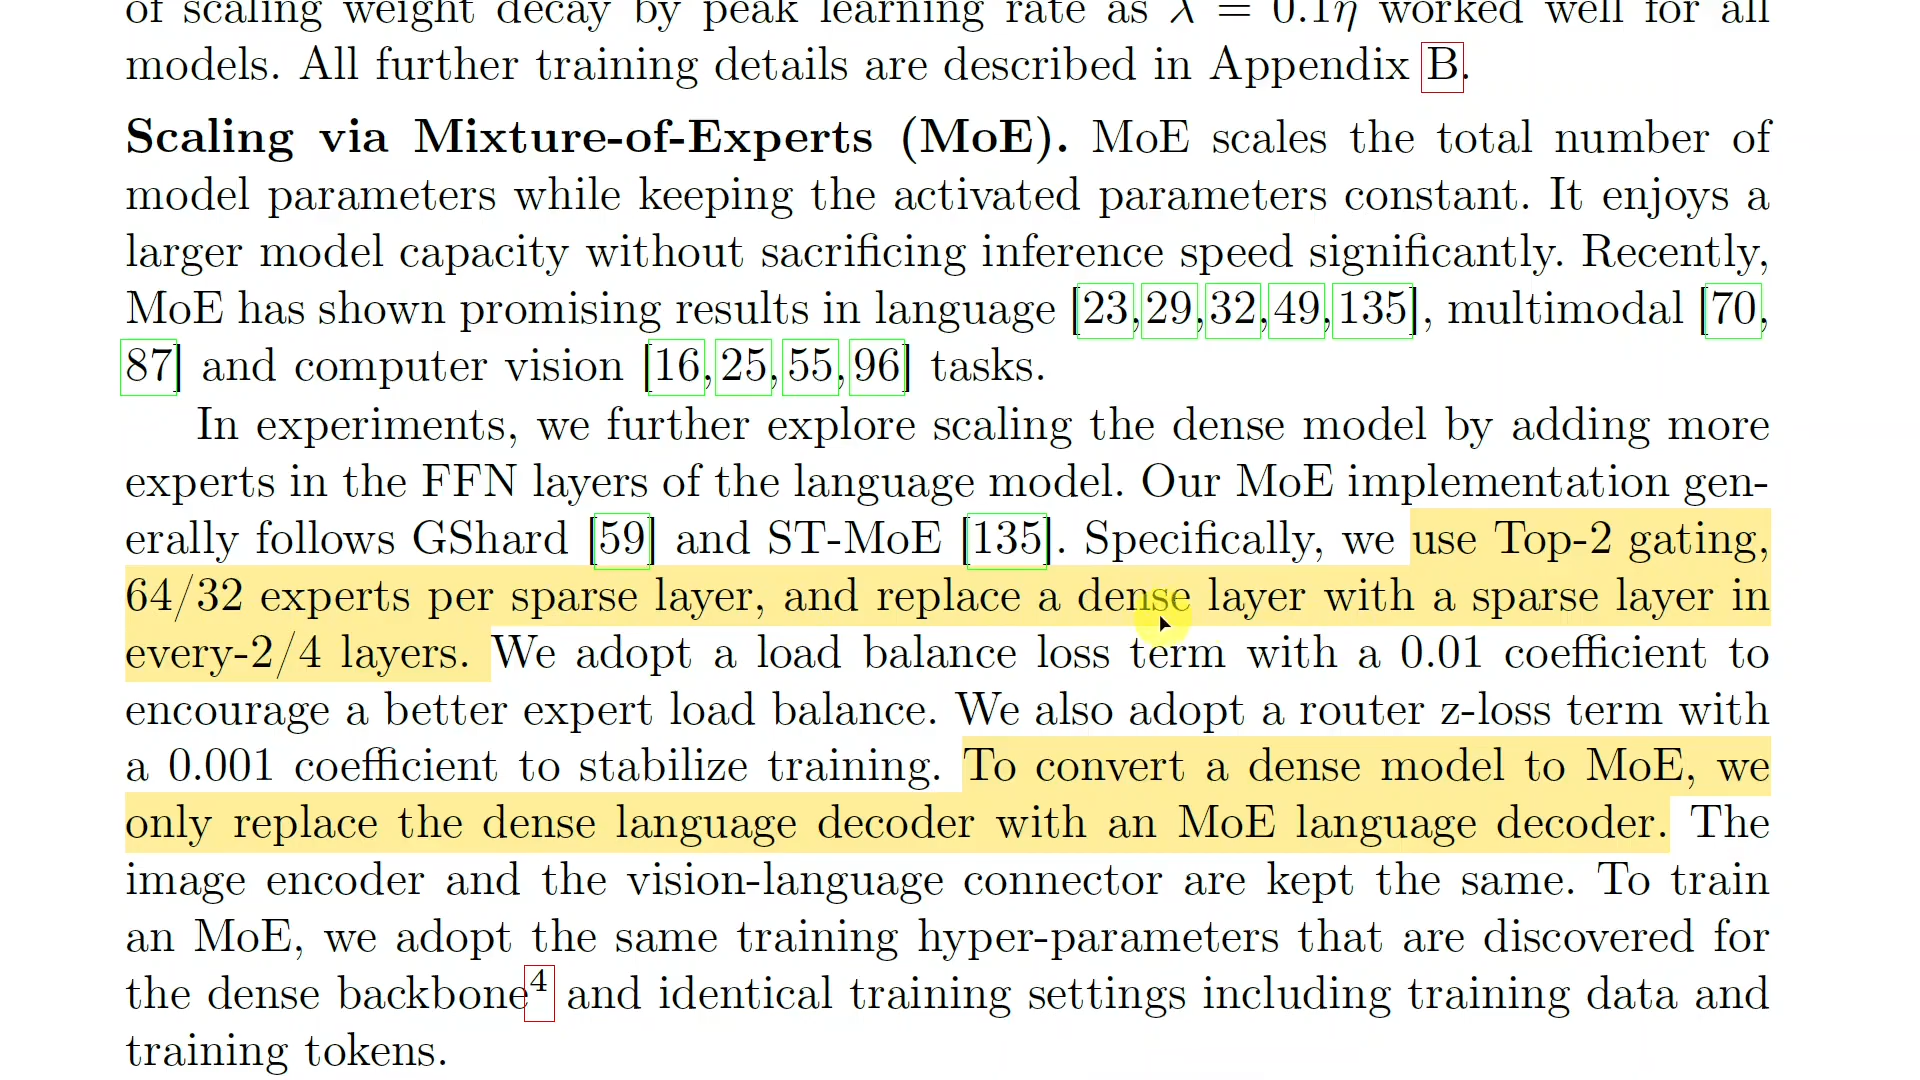 of scaling weight decay by peak learning rate as λ = 0.1η worked well for all
models. All further training details are described in Appendix B.
Scaling via Mixture-of-Experts (MoE). MoE scales the total number of
model parameters while keeping the activated parameters constant. It enjoys a
larger model capacity without sacrificing inference speed significantly. Recently,
MoE has shown promising results in language [23,29,32,49,135], multimodal [70,
87] and computer vision [16,25,55,96] tasks.
In experiments, we further explore scaling the dense model by adding more
experts in the FFN layers of the language model. Our MoE implementation gen-
erally follows GShard [59] and ST-MoE [135]. Specifically, we use Top-2 gating,
64/32 experts per sparse layer, and replace a dense layer with a sparse layer in
every-2/4 layers. We adopt a load balance loss term with a 0.01 coefficient to
encourage a better expert load balance. We also adopt a router z-loss term with
a 0.001 coefficient to stabilize training. To convert a dense model to MoE, we
only replace the dense language decoder with an MoE language decoder. The
image encoder and the vision-language connector are kept the same. To train
an MoE, we adopt the same training hyper-parameters that are discovered for
the dense backbone4 and identical training settings including training data and
training tokens.